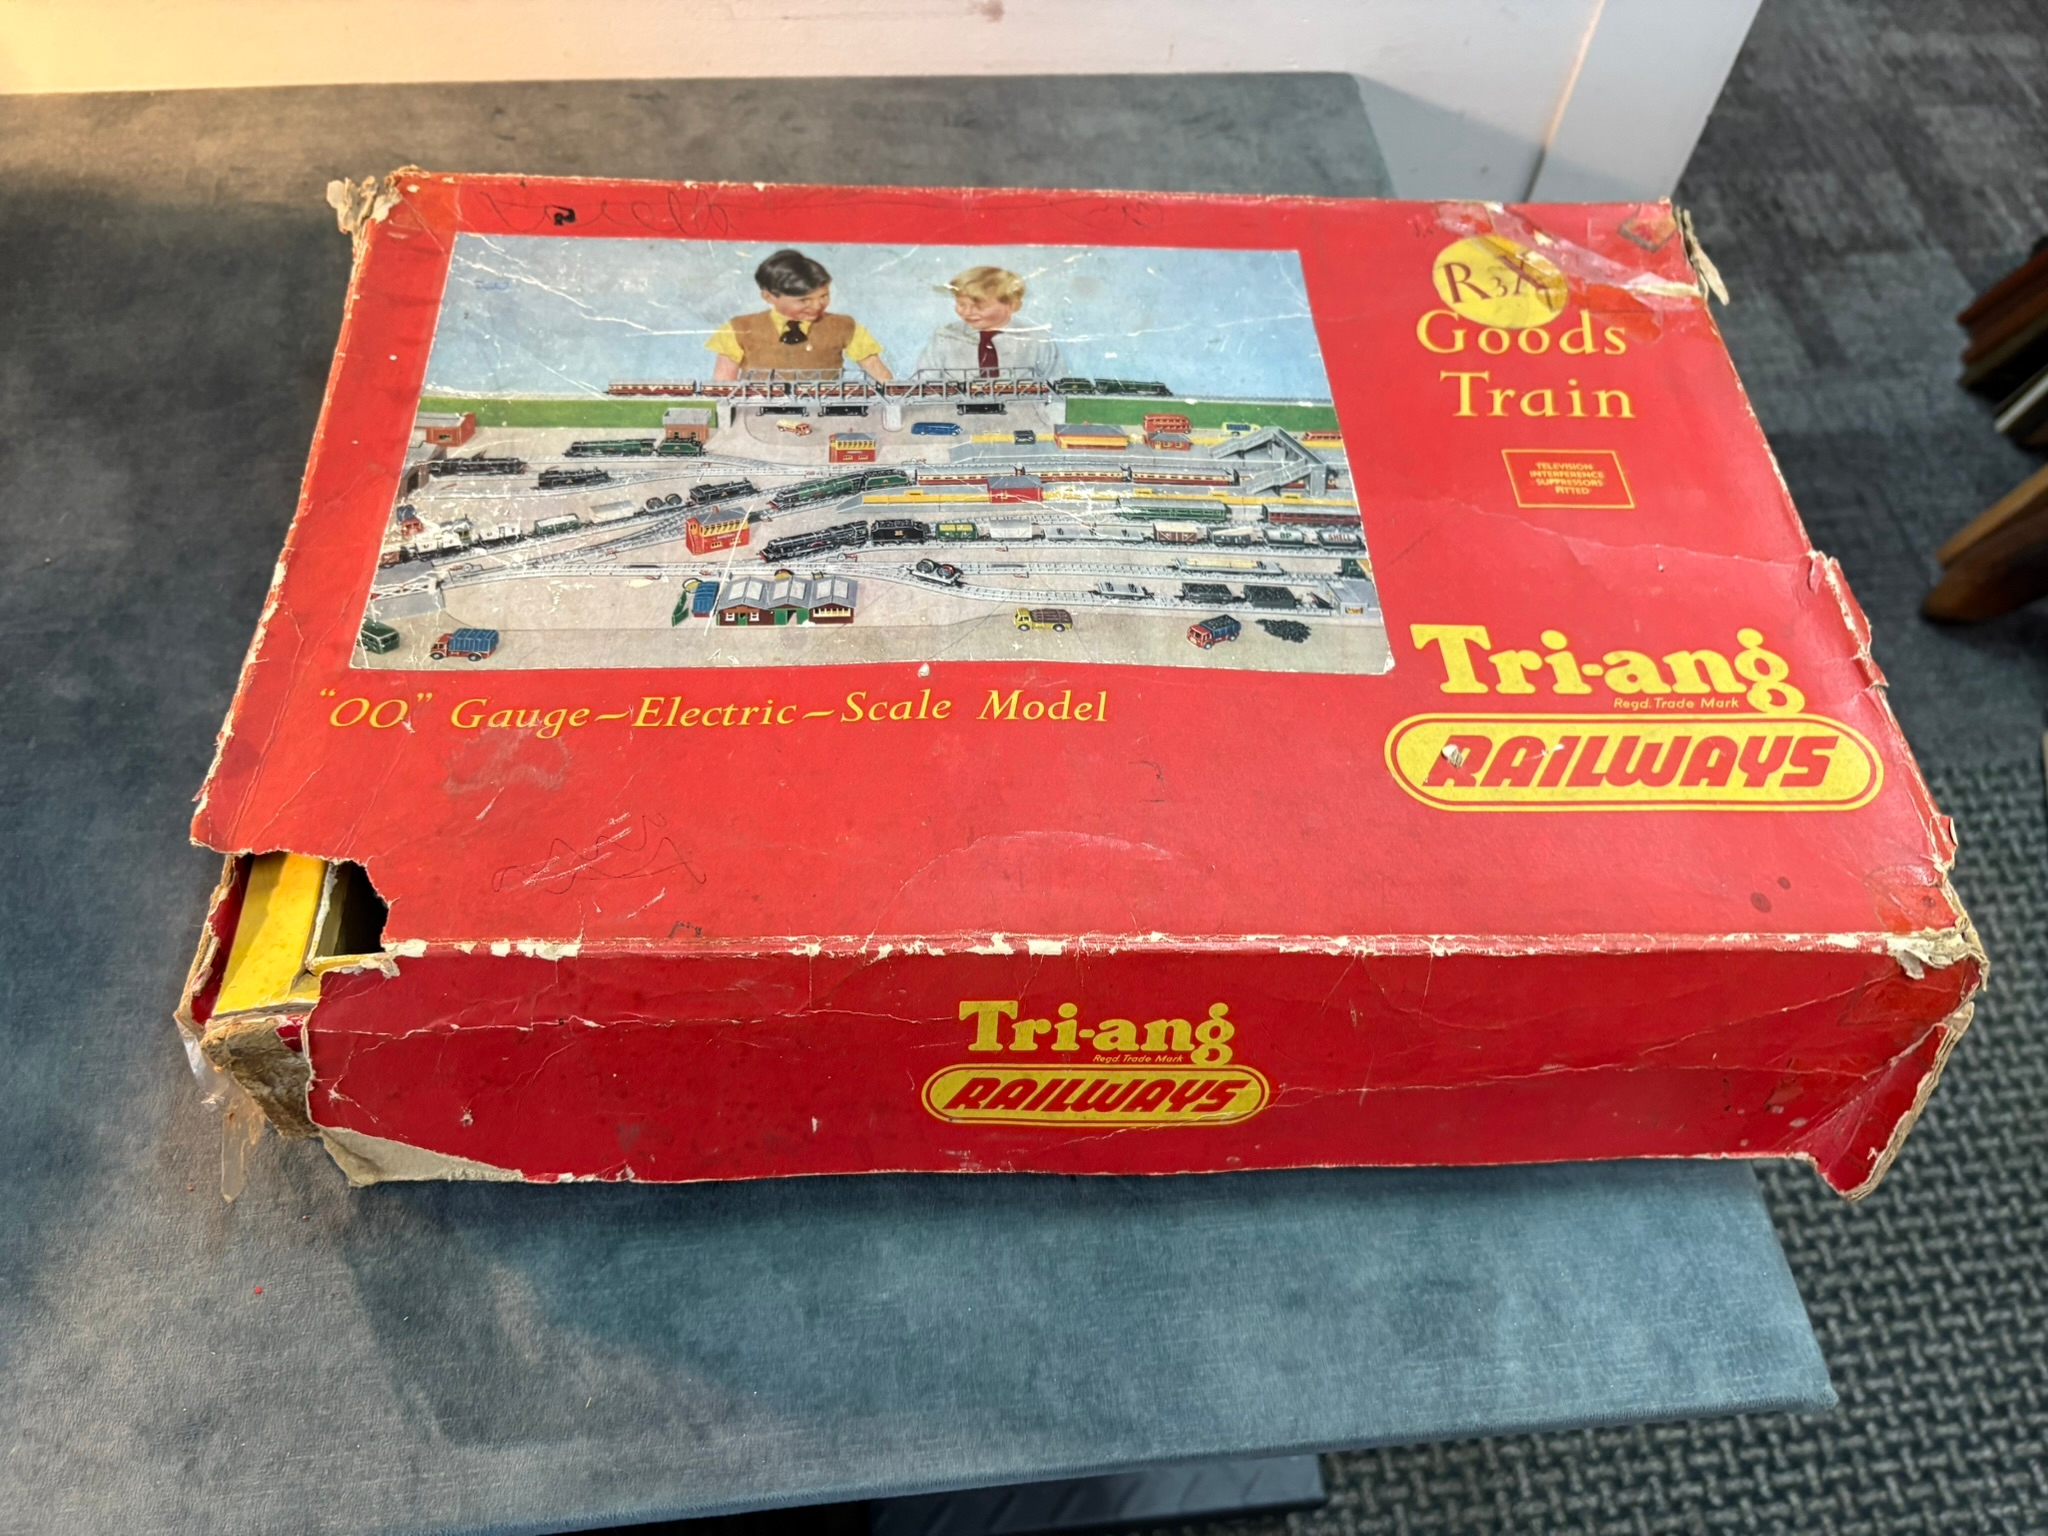 R3X
Goods
Train
TELEVISION
INTERFERENCE
SUPPRESSORS
FITTED
"OO" Gauge~Electric~Scale Model
Tri-ang
Regd. Trade Mark
RAILWAYS
Tri-ang
Regd. Trade Mark
RAILWAYS